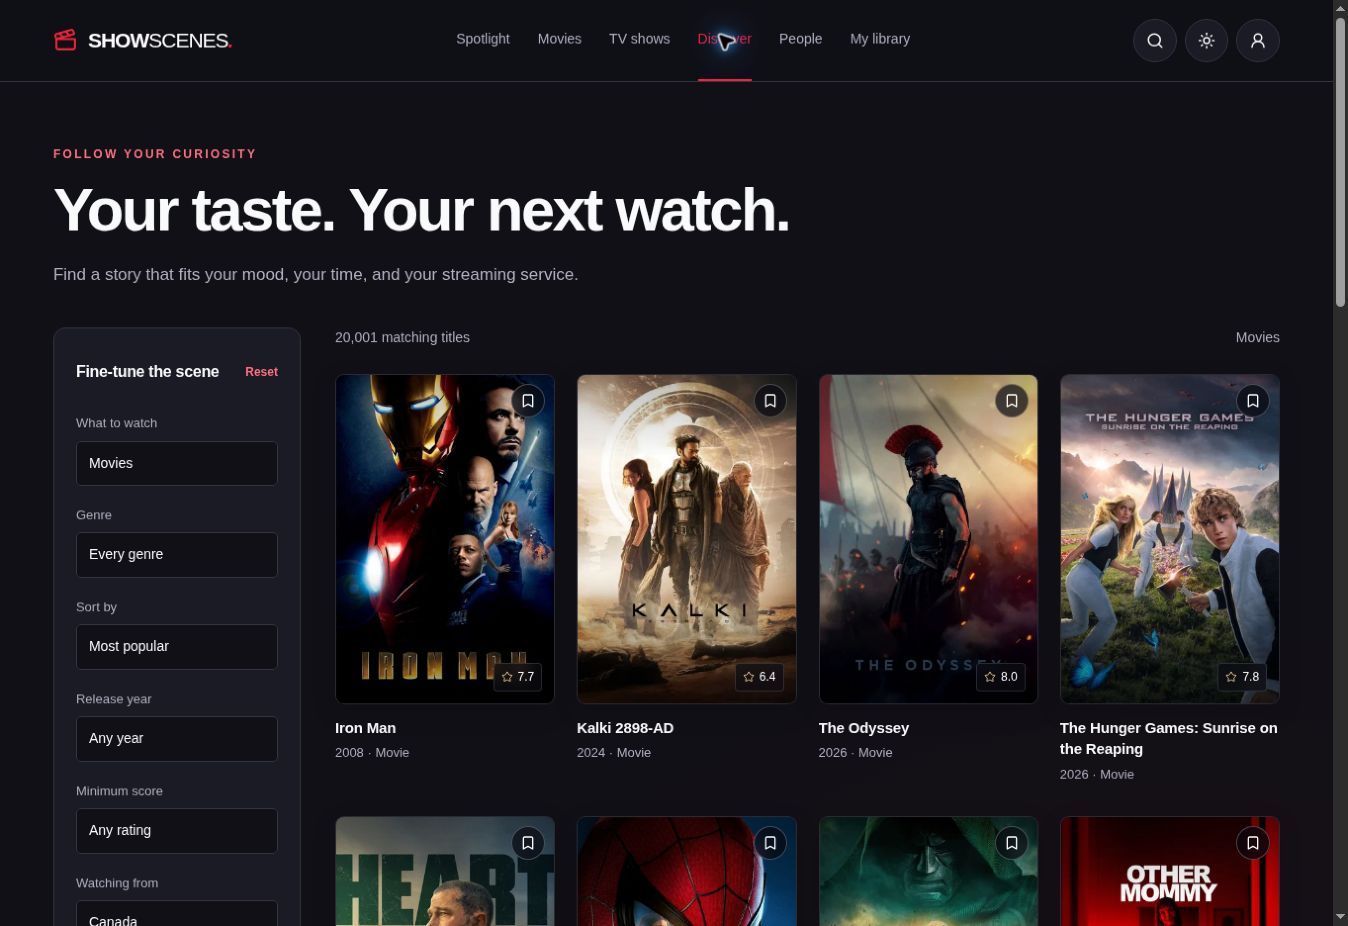 SHOWSCENES.
Spotlight
Movies
TV shows
Discover
People
My library
FOLLOW YOUR CURIOSITY
Your taste. Your next watch.
Find a story that fits your mood, your time, and your streaming service.
Fine-tune the scene
Reset
What to watch
Movies
Genre
Every genre
Sort by
Most popular
Release year
Any year
Minimum score
Any rating
Watching from
Canada
20,001 matching titles
Movies
IRON MAN
7.7
Iron Man
2008 · Movie
KALKI
6.4
Kalki 2898-AD
2024 · Movie
THE ODYSSEY
8.0
The Odyssey
2026 · Movie
THE HUNGER GAMES
SUNRISE ON THE REAPING
7.8
The Hunger Games: Sunrise on
the Reaping
2026 · Movie
HEART
OTHER
MOMMY